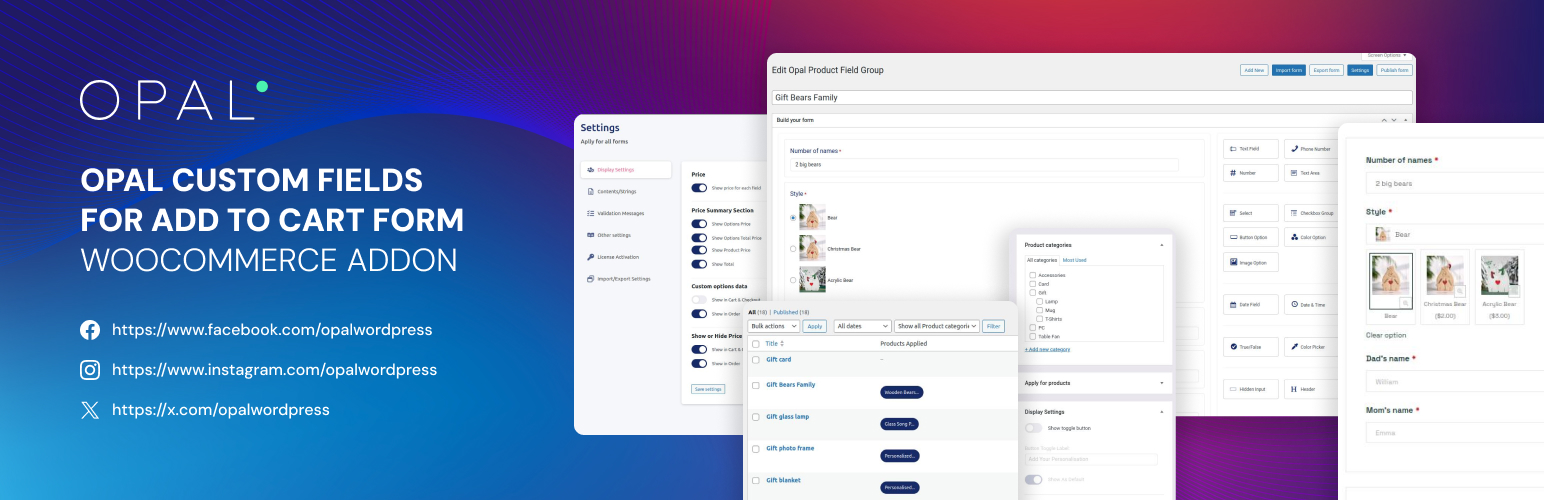 OPAL
OPAL CUSTOM FIELDS
FOR ADD TO CART FORM
WOOCOMMERCE ADDON
https://www.facebook.com/opalwordpress
https://www.instagram.com/opalwordpress
https://x.com/opalwordpress
Settings
Aplly for all forms
Display Settings
Contents/Strings
Validation Messages
Other settings
License Activation
Import/Export Settings
Price
Show price for each field
Price Summary Section
Show Options Price
Show Options Total Price
Show Product Price
Show Total
Custom options data
Show in Cart & Checkout
Show in Order
Show or Hide Price
Show in Cart &
Show in Order
Save settings
Edit Opal Product Field Group
Screen Options
Add New
Import form
Export form
Settings
Publish form
Gift Bears Family
Build your form
Number of names *
2 big bears
Style *
Bear
Christmas Bear
Acrylic Bear
Text Field
Phone Number
Number
Text Area
Select
Checkbox Group
Button Option
Color Option
Image Option
Date Field
Date & Time
True/False
Color Picker
Hidden Input
Header
All (19) | Published (18)
Bulk actions
Apply
All dates
Show all Product categorie
Filter
Title
Products Applied
Gift card
–
Gift Bears Family
Wooden Bears...
Gift glass lamp
Glass Song P...
Gift photo frame
Personalized...
Gift blanket
Personalised...
Product categories
All categories
Most Used
Accessories
Card
Gift
Lamp
Mug
T-Shirts
PC
Table Fan
+ Add new category
Apply for products
Display Settings
Show toggle button
Button Toggle Label
Add Your Personalization
Show As Default
Number of names *
2 big bears
Style *
Bear
Bear
Christmas Bear
($2.00)
Acrylic Bear
($3.00)
Clear option
Dad's name *
William
Mom's name *
Emma